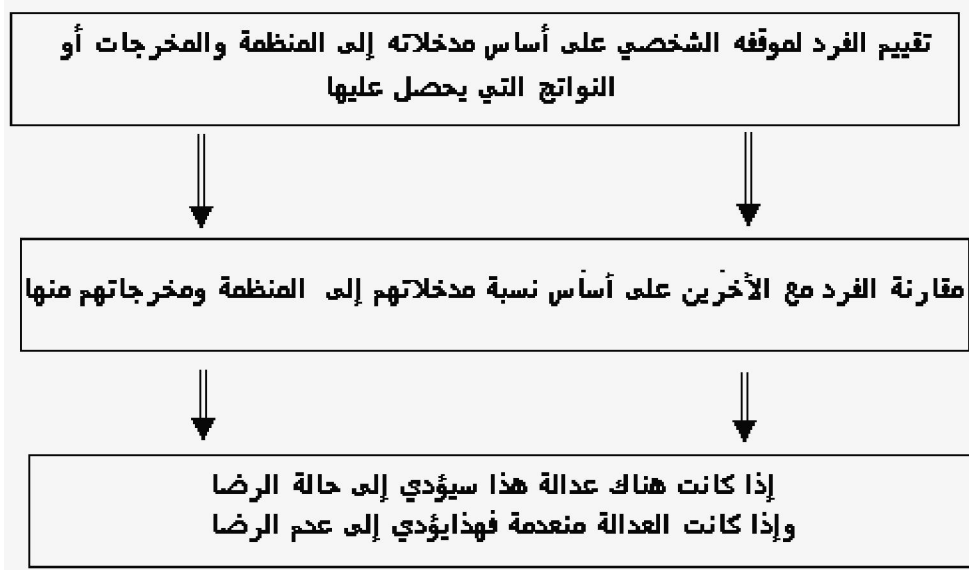 تقييم الفرد لموقفه الشخصي على أساس مدخلاته إلى المنظمة والمخرجات أو
النواتج التي يحصل عليها
مقارنة الفرد مع الأخرين على أساس نسبة مدخلاتهم إلى المنظمة ومخرجاتهم منها
إذا كانت هناك عدالة هذا سيؤدي إلى حالة الرضا
وإذا كانت العدالة منعدمة فهذايؤدي إلى عدم الرضا